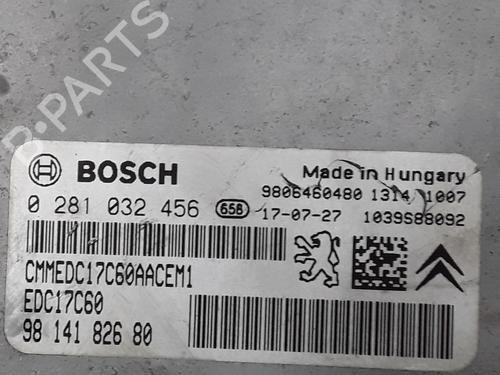 B-PARTS
BOSCH
Made in Hungary
9806460480 1314 1007
0 281 032 456 658 17-07-27 1039S88092
CMMEDC17C60AACEM1
EDC17C60
98 141 826 80